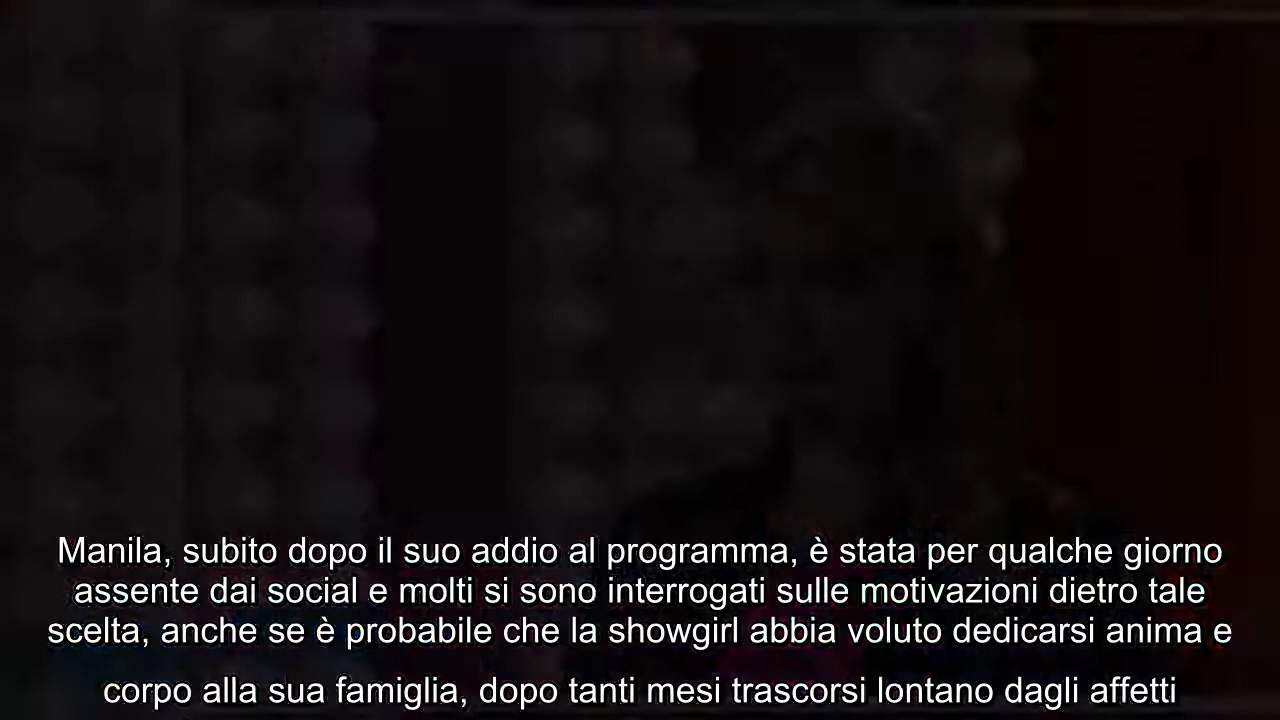 Manila, subito dopo il suo addio al programma, è stata per qualche giorno
assente dai social e molti si sono interrogati sulle motivazioni dietro tale
scelta, anche se è probabile che la showgirl abbia voluto dedicarsi anima e
corpo alla sua famiglia, dopo tanti mesi trascorsi lontano dagli affetti